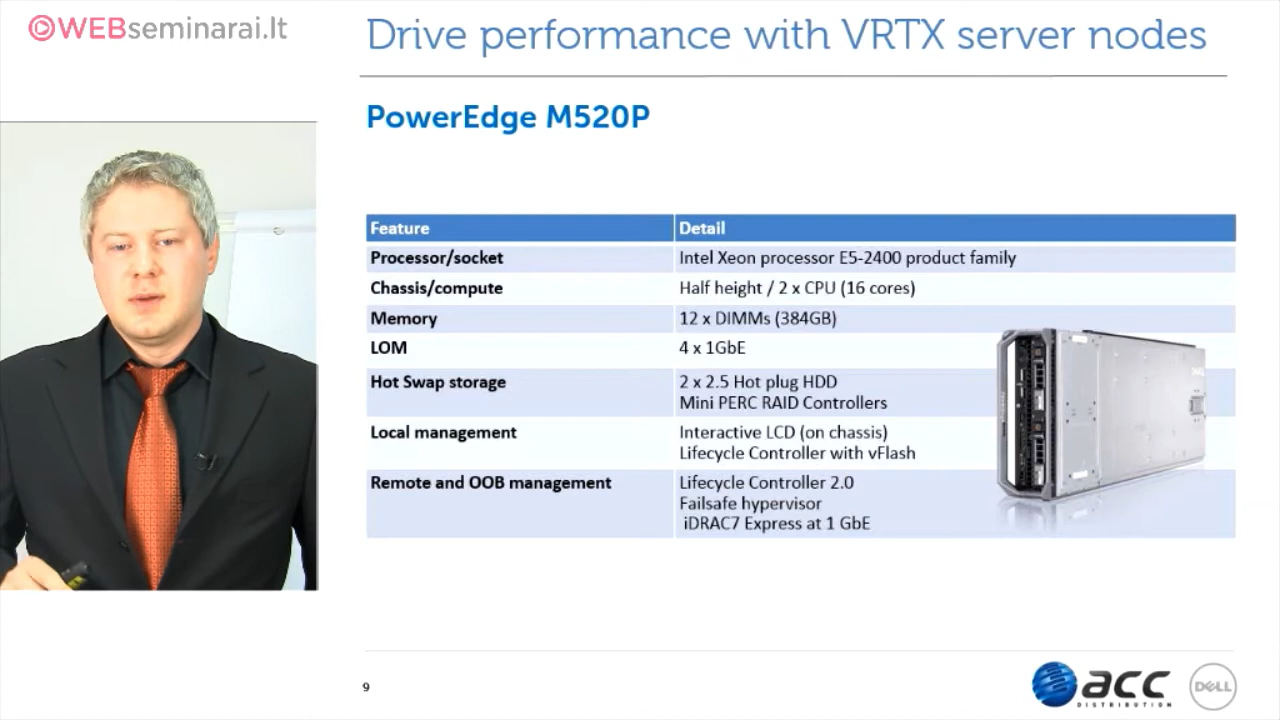 WEBseminarai.lt
Drive performance with VRTX server nodes
PowerEdge M520P
Feature Detail
Processor/socket Intel Xeon processor E5-2400 product family
Chassis/compute Half height / 2 x CPU (16 cores)
Memory 12 x DIMMs (384GB)
LOM 4 x 1GbE
Hot Swap storage 2 x 2.5 Hot plug HDD
Mini PERC RAID Controllers
Local management Interactive LCD (on chassis)
Lifecycle Controller with vFlash
Remote and OOB management Lifecycle Controller 2.0
Failsafe hypervisor
iDRAC7 Express at 1 GbE
9
acc
DISTRIBUTION
DELL